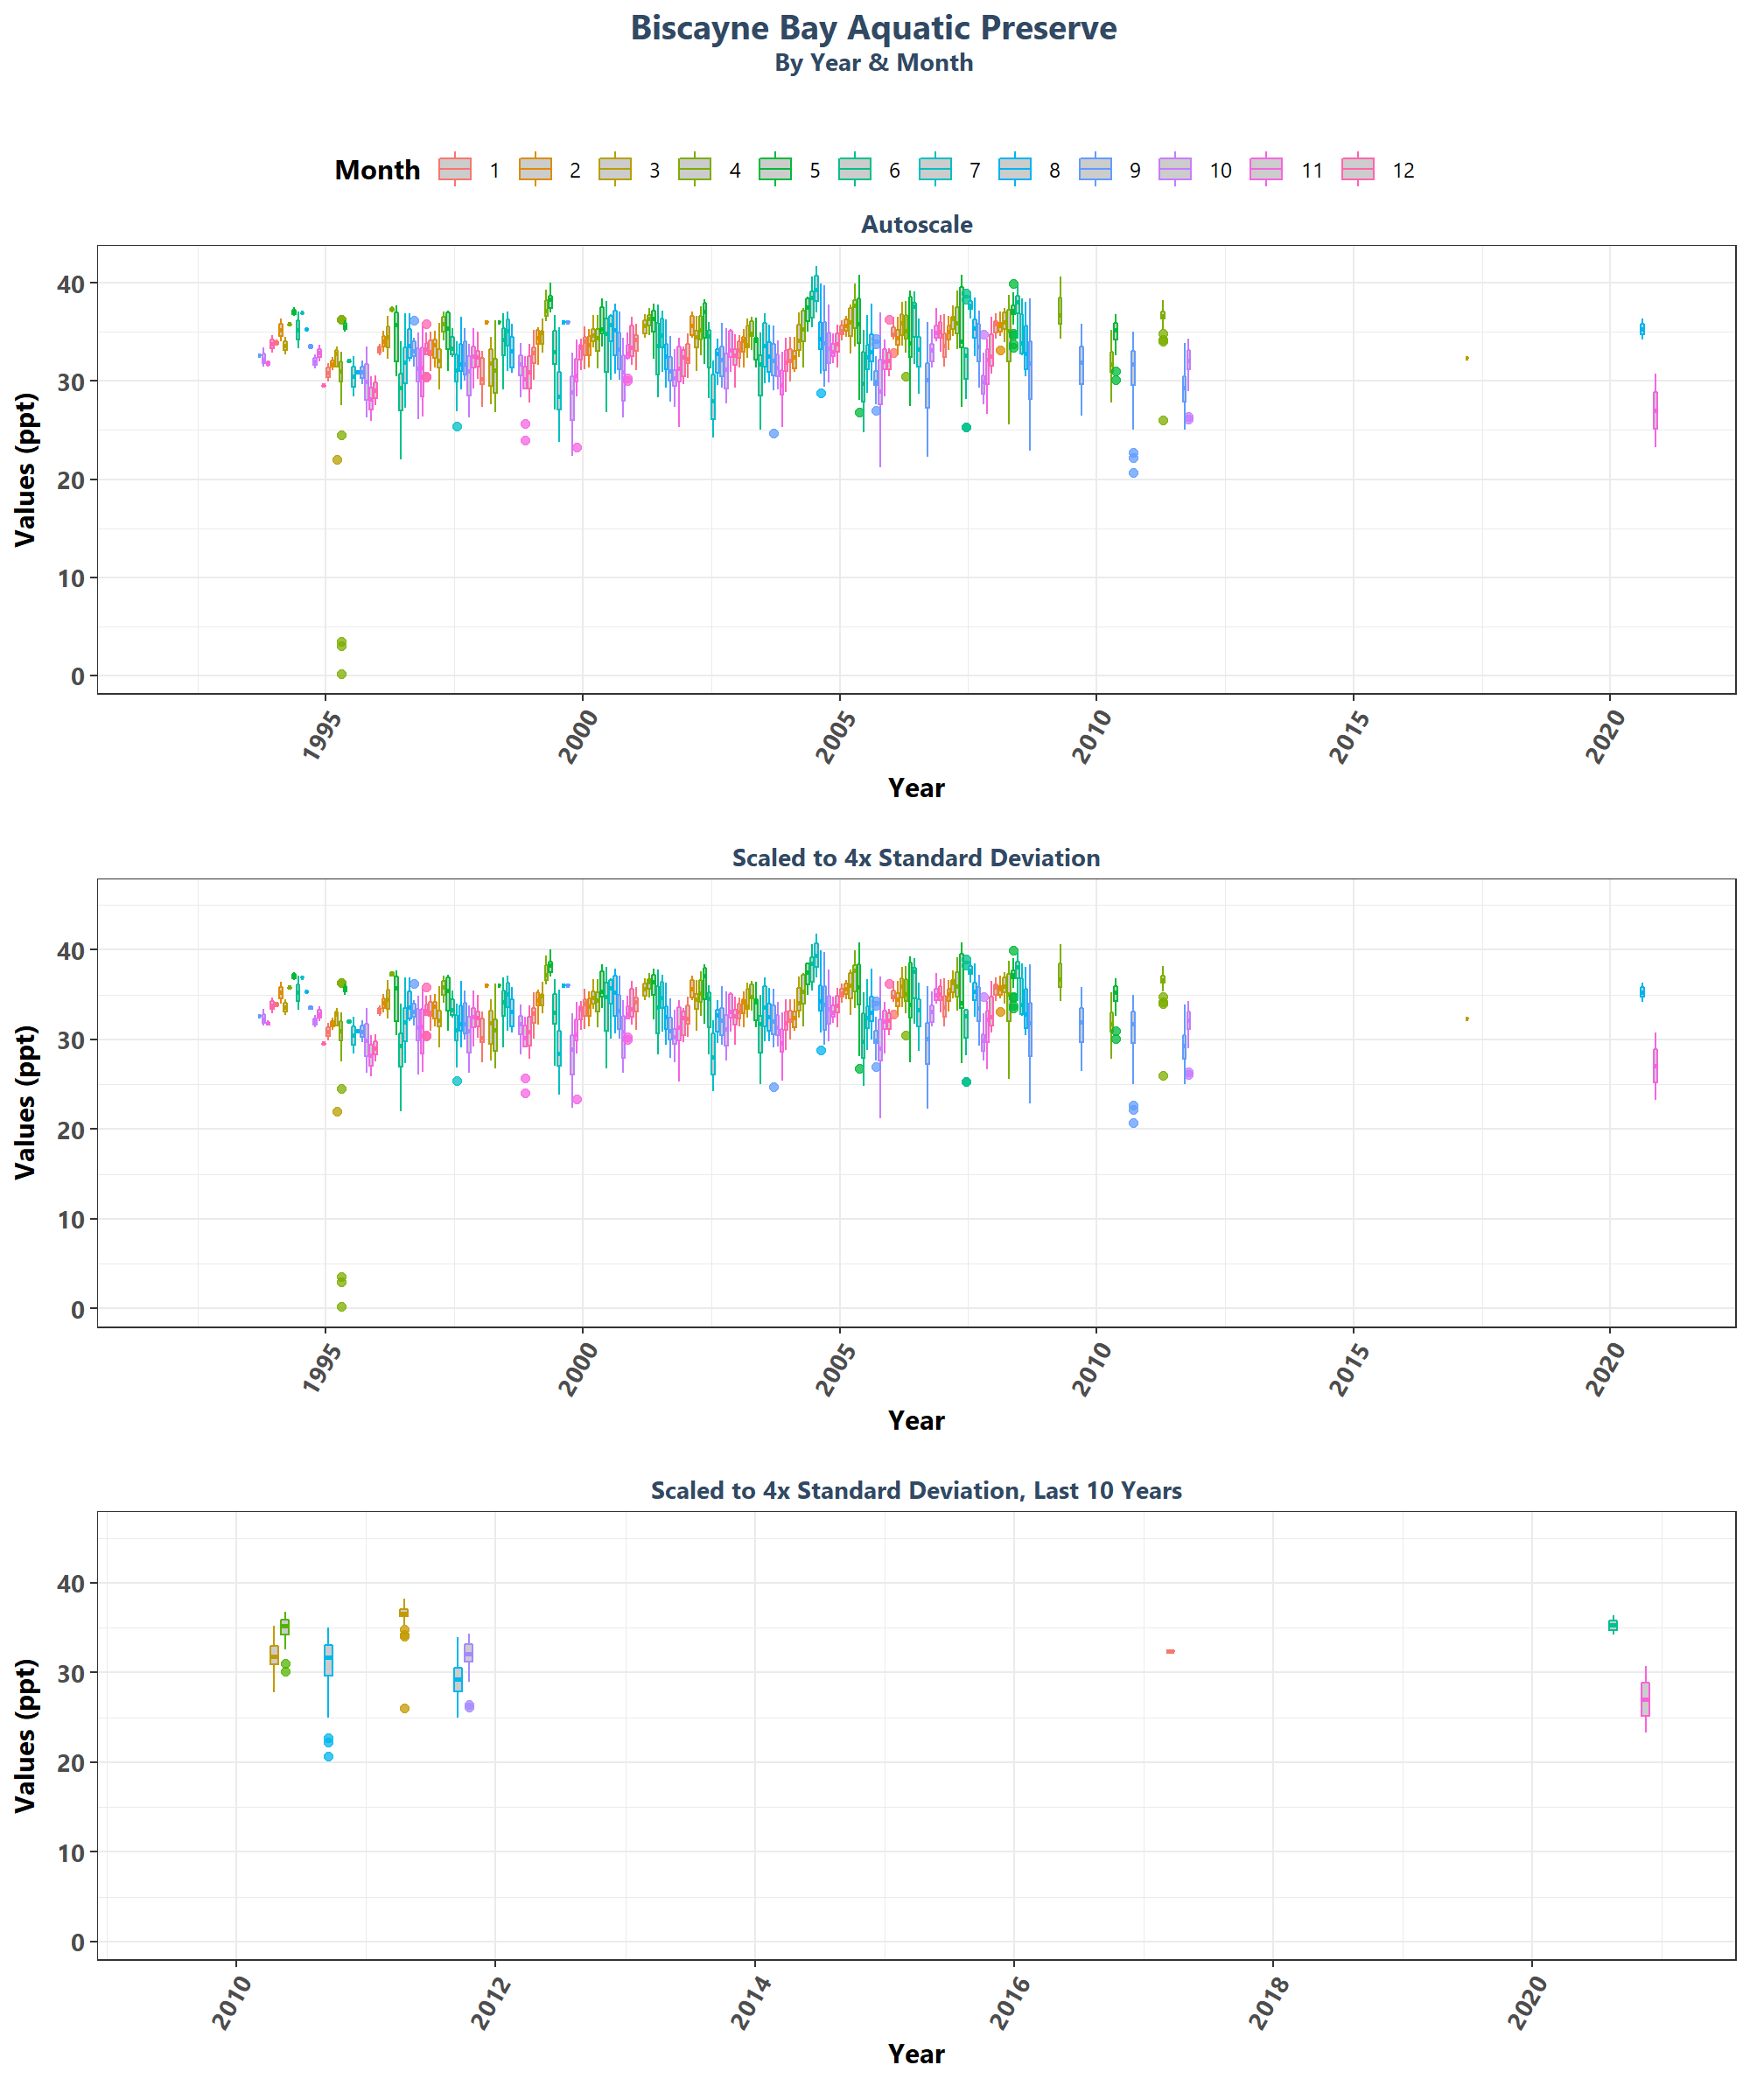 Biscayne Bay Aquatic Preserve
By Year & Month
Month 1 2 3 4 5 6 7 8 9 10 11 12
Autoscale
Values (ppt)
40
30
20
10
0
1995 2000 2005 2010 2015 2020
Year
Scaled to 4x Standard Deviation
Values (ppt)
40
30
20
10
0
1995 2000 2005 2010 2015 2020
Year
Scaled to 4x Standard Deviation, Last 10 Years
Values (ppt)
40
30
20
10
0
2010 2012 2014 2016 2018 2020
Year